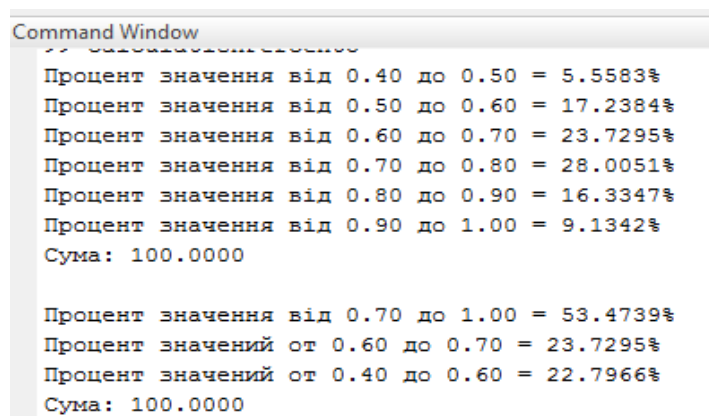 Command Window
Процент значення від 0.40 до 0.50 = 5.5583%
Процент значення від 0.50 до 0.60 = 17.2384%
Процент значення від 0.60 до 0.70 = 23.7295%
Процент значення від 0.70 до 0.80 = 28.0051%
Процент значення від 0.80 до 0.90 = 16.3347%
Процент значення від 0.90 до 1.00 = 9.1342%
Сума: 100.0000
Процент значення від 0.70 до 1.00 = 53.4739%
Процент значений от 0.60 до 0.70 = 23.7295%
Процент значений от 0.40 до 0.60 = 22.7966%
Сума: 100.0000